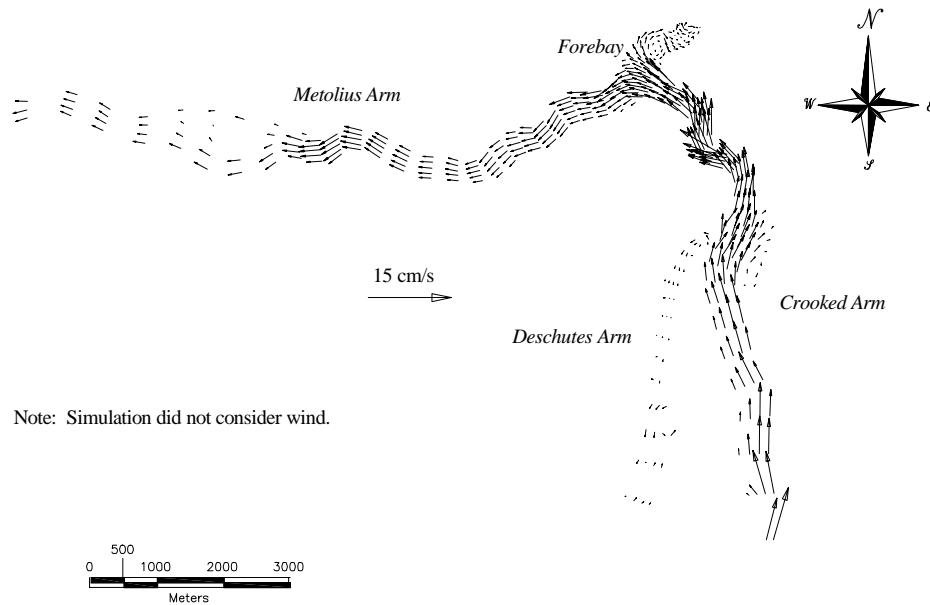 N
Forebay
Metolius Arm
W
E
S
15 cm/s
Crooked Arm
Deschutes Arm
Note: Simulation did not consider wind.
500
0 1000 2000 3000
Meters